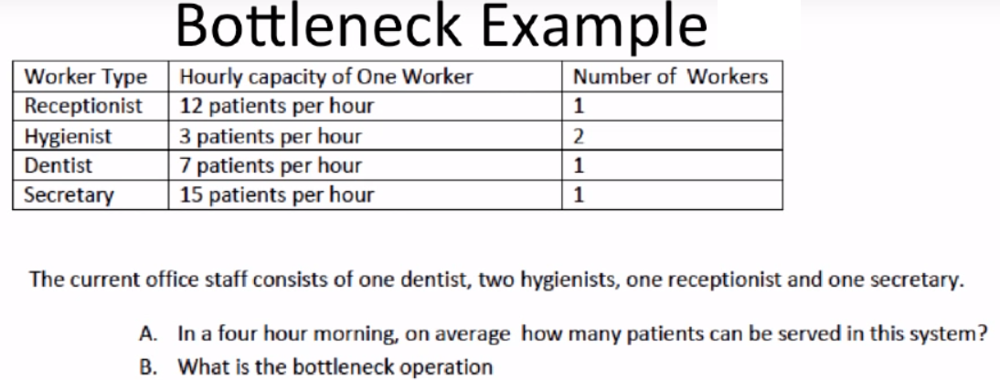 Bottleneck Example
Worker Type Hourly capacity of One Worker Number of Workers
Receptionist 12 patients per hour 1
Hygienist 3 patients per hour 2
Dentist 7 patients per hour 1
Secretary 15 patients per hour 1
The current office staff consists of one dentist, two hygienists, one receptionist and one secretary.
A. In a four hour morning, on average how many patients can be served in this system?
B. What is the bottleneck operation